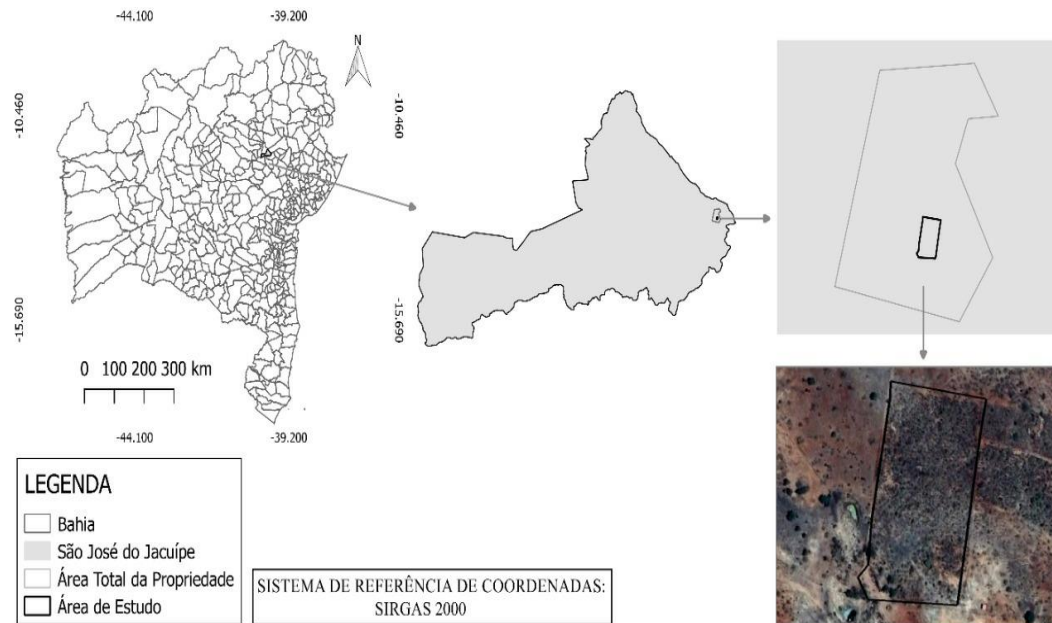 -44.100
-39.200
N
-10.460
-10.460
-15.690
-15.690
0 100 200 300 km
-44.100
-39.200
LEGENDA
Bahia
São José do Jacuípe
Área Total da Propriedade
Área de Estudo
SISTEMA DE REFERÊNCIA DE COORDENADAS:
SIRGAS 2000